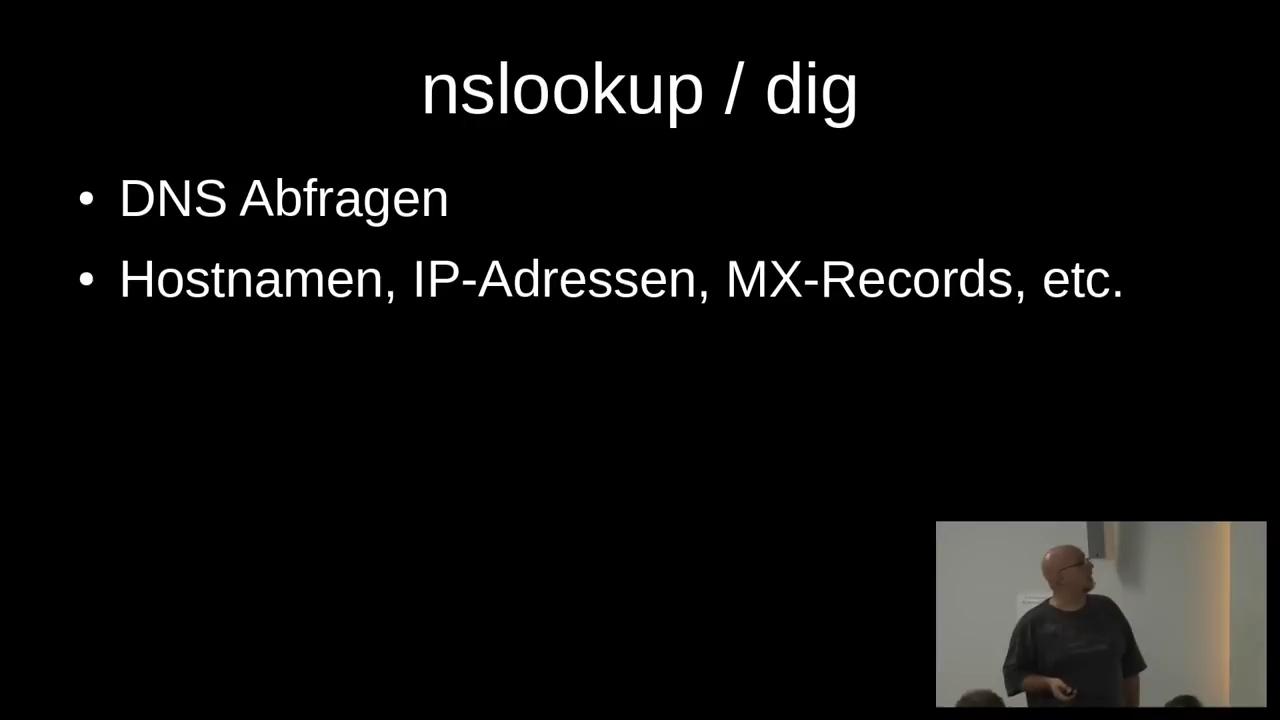 nslookup / dig
• DNS Abfragen
• Hostnamen, IP-Adressen, MX-Records, etc.